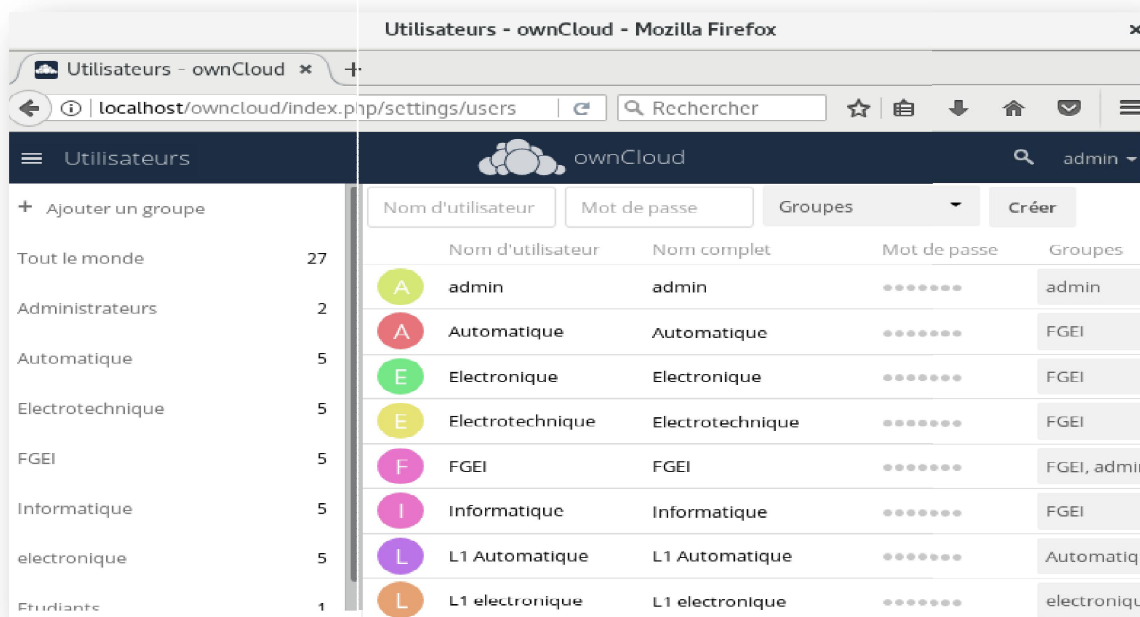 Utilisateurs - ownCloud - Mozilla Firefox
Utilisateurs - ownCloud
localhost/owncloud/index.php/settings/users
Rechercher
Utilisateurs
ownCloud
admin
+ Ajouter un groupe
Tout le monde 27
Administrateurs 2
Automatique 5
Electrotechnique 5
FGEI 5
Informatique 5
electronique 5
Etudiants 1
Nom d'utilisateur Mot de passe Groupes Créer
Nom d'utilisateur Nom complet Mot de passe Groupes
A admin admin ●●●●●●● admin
A Automatique Automatique ●●●●●●● FGEI
E Electronique Electronique ●●●●●●● FGEI
E Electrotechnique Electrotechnique ●●●●●●● FGEI
F FGEI FGEI ●●●●●●● FGEI, admin
I Informatique Informatique ●●●●●●● FGEI
L L1 Automatique L1 Automatique ●●●●●●● Automatiq
L L1 electronique L1 electronique ●●●●●●● electroniqu